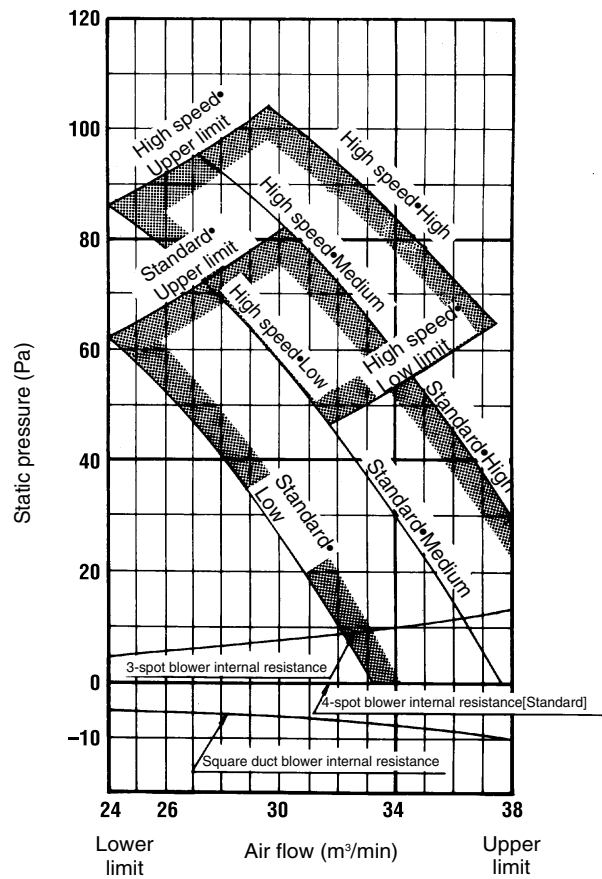 120
100
80
60
40
20
0
−10
Static pressure (Pa)
High speed•
Upper limit
High speed•High
Standard•
Upper limit
High speed•Medium
High speed•Low
High speed•
Low limit
Standard•High
Standard•Medium
Standard•
Low
3-spot blower internal resistance
4-spot blower internal resistance[Standard]
Square duct blower internal resistance
24 26 30 34 38
Lower
limit
Air flow (m³/min)
Upper
limit